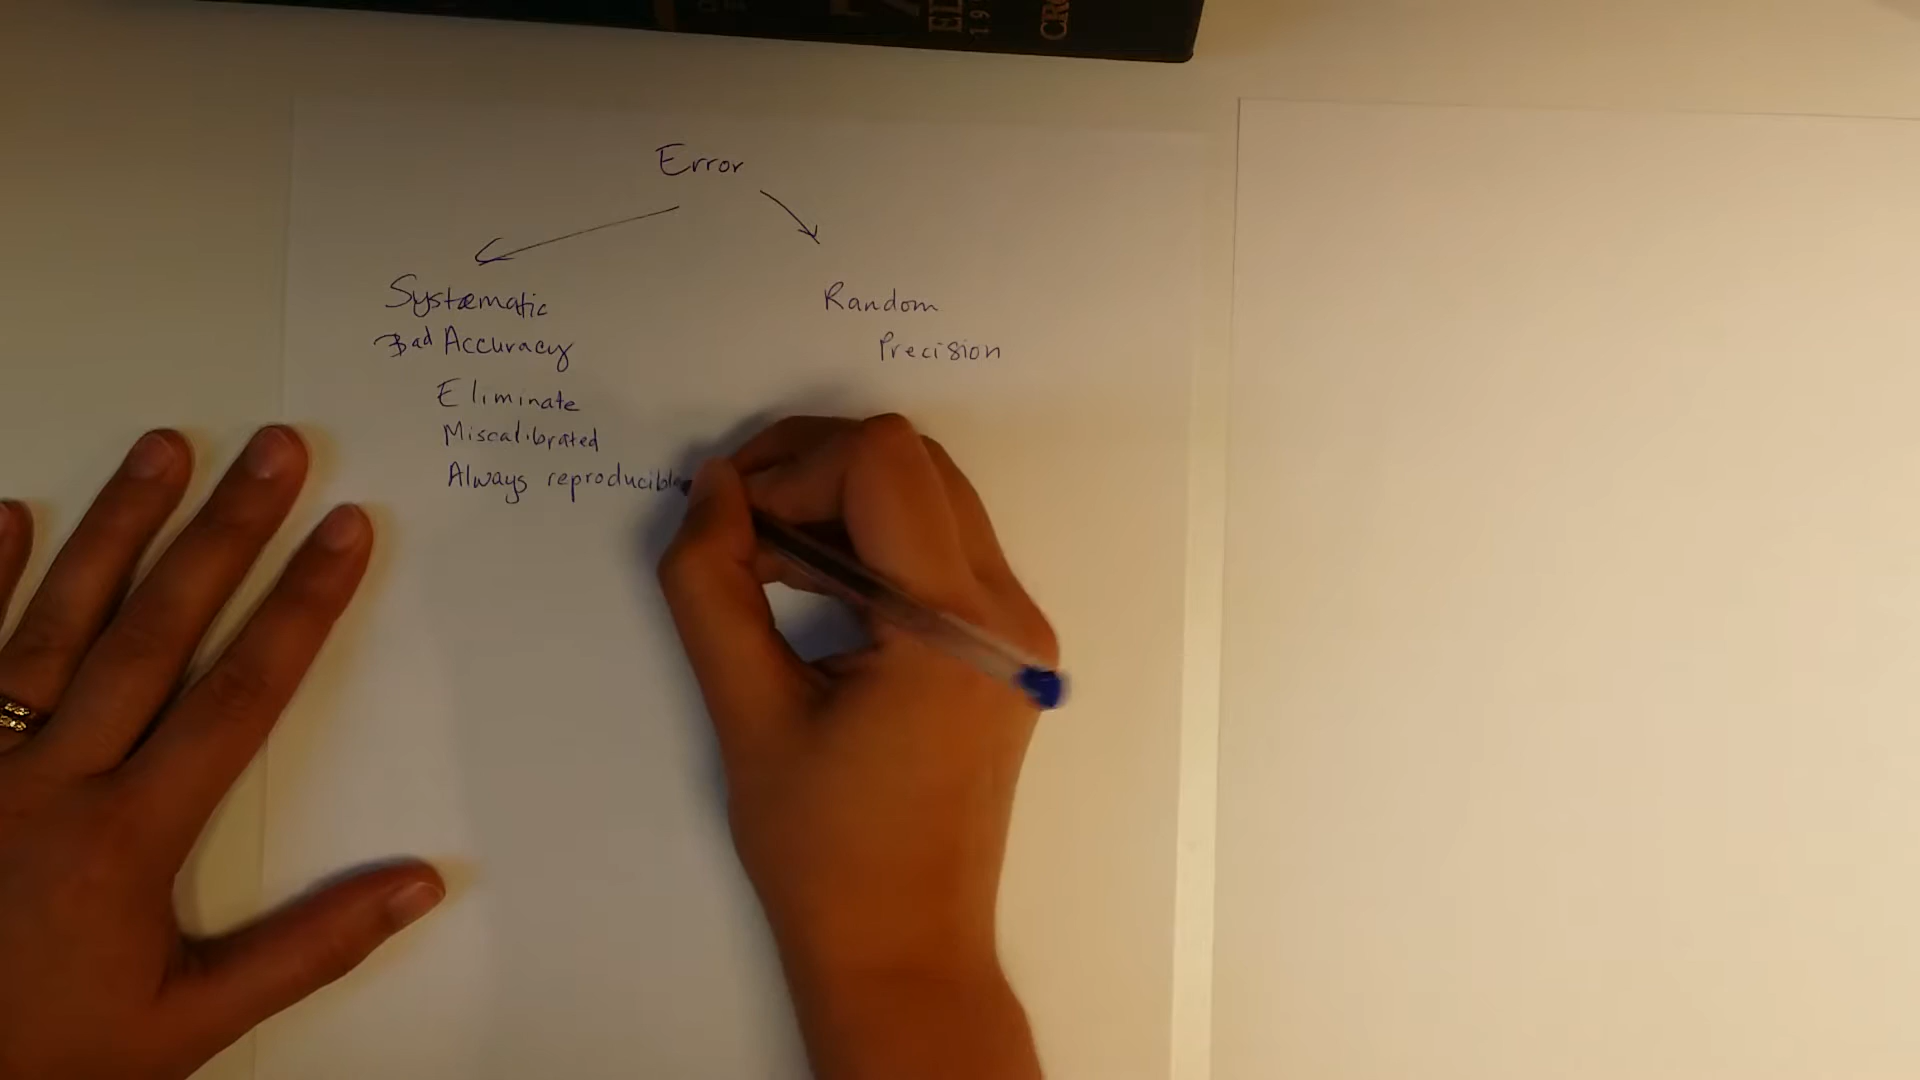 Error
Systematic
Random
Bad Accuracy
Precision
Eliminate
Miscalibrated
Always reproducible